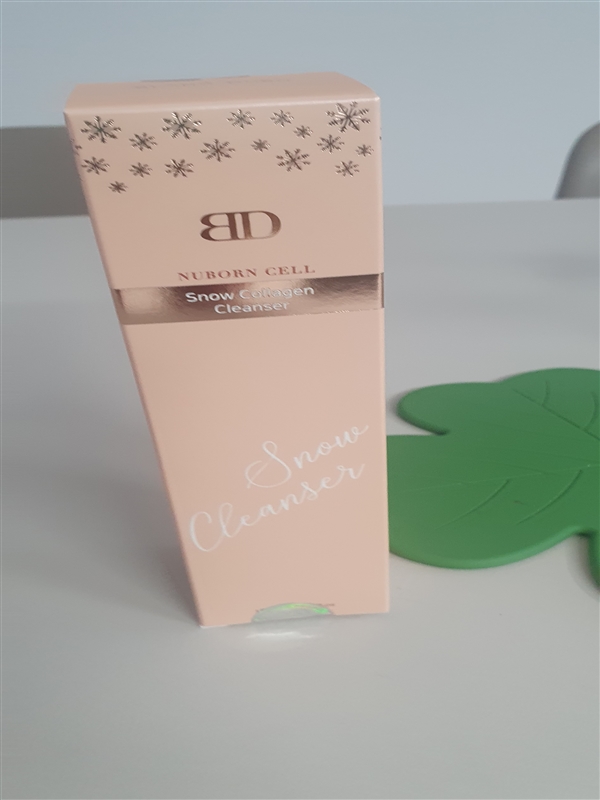 BD
NUBORN CELL
Snow Collagen
Cleanser
Snow
Cleanser